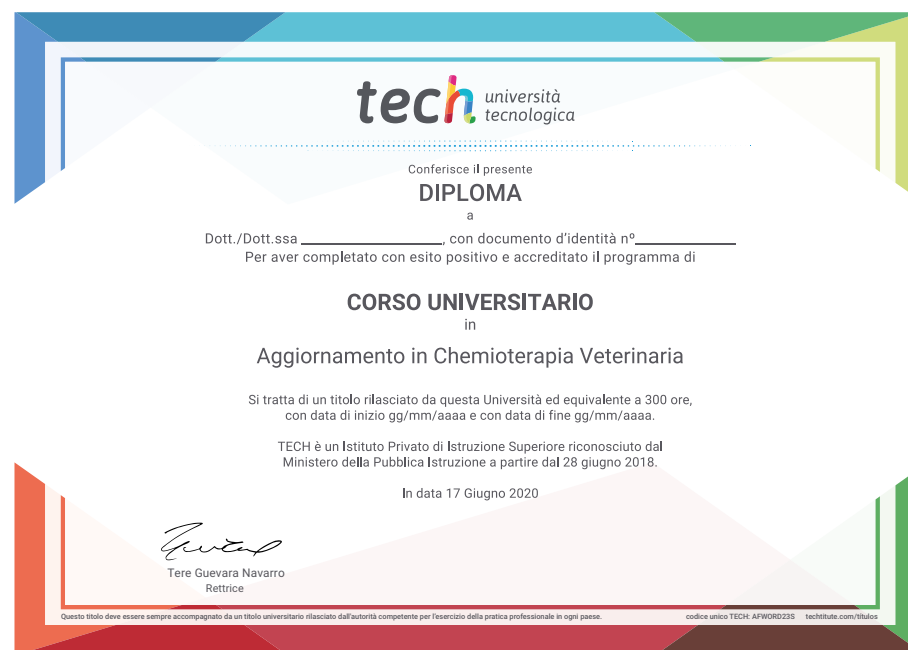 tech università
tecnologica
Conferisce il presente
DIPLOMA
a
Dott./Dott.ssa ____________________, con documento d'identità nº______________
Per aver completato con esito positivo e accreditato il programma di
CORSO UNIVERSITARIO
in
Aggiornamento in Chemioterapia Veterinaria
Si tratta di un titolo rilasciato da questa Università ed equivalente a 300 ore,
con data di inizio gg/mm/aaaa e con data di fine gg/mm/aaaa.
TECH è un Istituto Privato di Istruzione Superiore riconosciuto dal
Ministero della Pubblica Istruzione a partire dal 28 giugno 2018.
In data 17 Giugno 2020
Tere Guevara Navarro
Rettrice
Questo titolo deve essere sempre accompagnato da un titolo universitario rilasciato dall'autorità competente per l'esercizio della pratica professionale in ogni paese. codice unico TECH: AFWORD23S techtitute.com/titulos